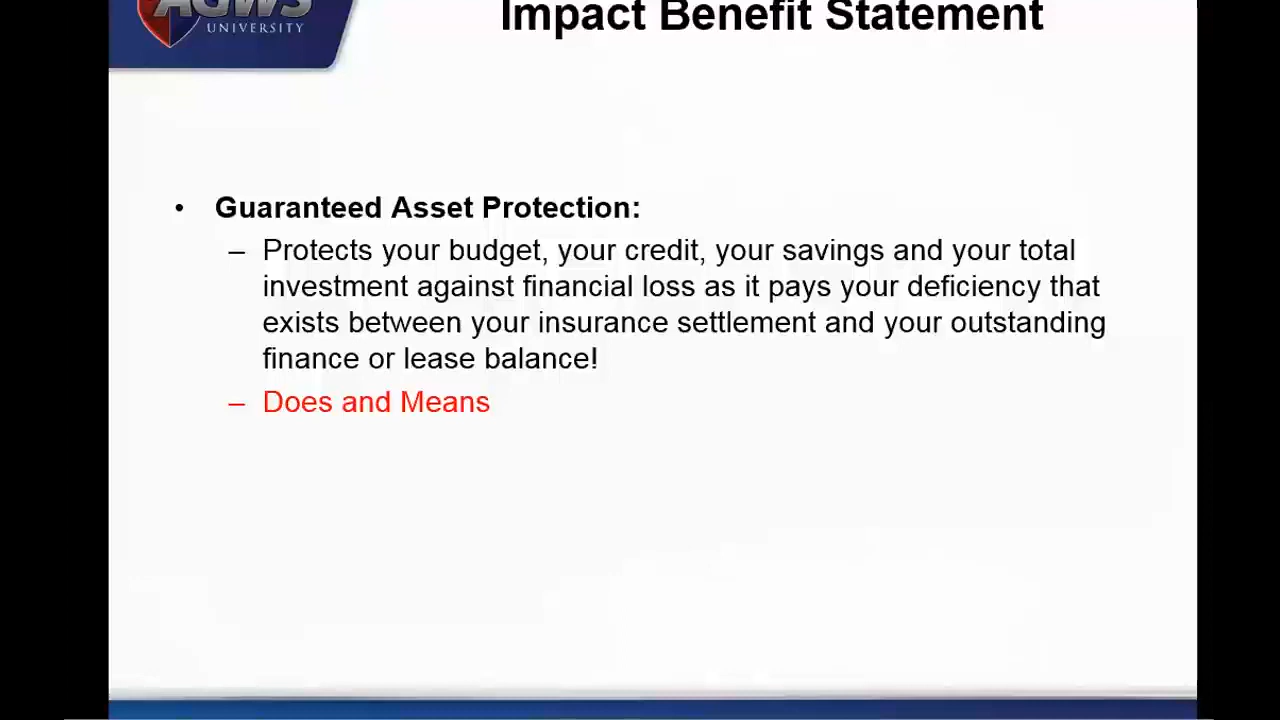 AGWS
UNIVERSITY
Impact Benefit Statement
• Guaranteed Asset Protection:
– Protects your budget, your credit, your savings and your total
investment against financial loss as it pays your deficiency that
exists between your insurance settlement and your outstanding
finance or lease balance!
– Does and Means